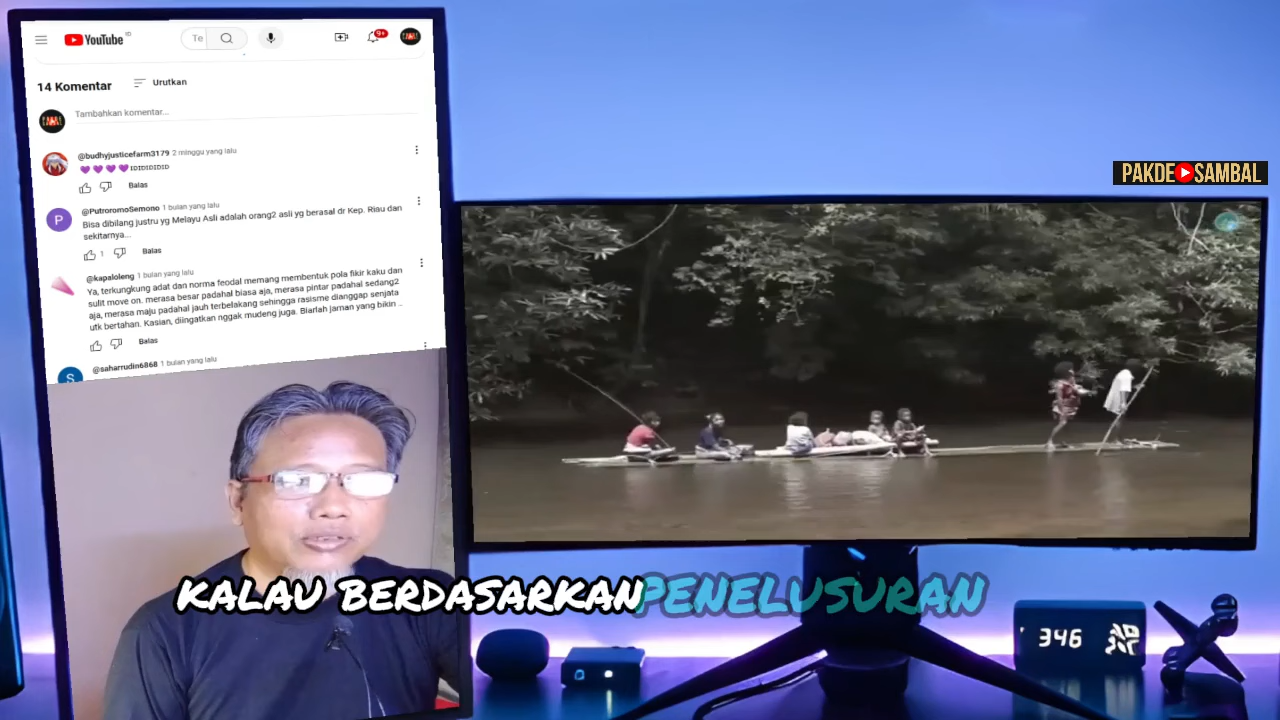 YouTube ID
Te
9+
14 Komentar
Urutkan
Tambahkan komentar...
@budhyjusticefarm3179 2 minggu yang lalu
💜💜💜💜IDIDIDIDID
Balas
P
@PutroromoSemono 1 bulan yang lalu
Bisa dibilang justru yg Melayu Asli adalah orang2 asli yg berasal dr Kep. Riau dan
sekitarnya...
1
Balas
@kapaloleng 1 bulan yang lalu
Ya, terkungkung adat dan norma feodal memang membentuk pola fikir kaku dan
sulit move on. merasa besar padahal biasa aja, merasa pintar padahal sedang2
aja, merasa maju padahal jauh terbelakang sehingga rasisme dianggap senjata
utk bertahan. Kasian, diingatkan nggak mudeng juga. Biarlah jaman yang bikin ..
Balas
S
@saharrudin6868 1 bulan yang lalu
PAKDE SAMBAL
KALAU BERDASARKAN PENELUSURAN
346